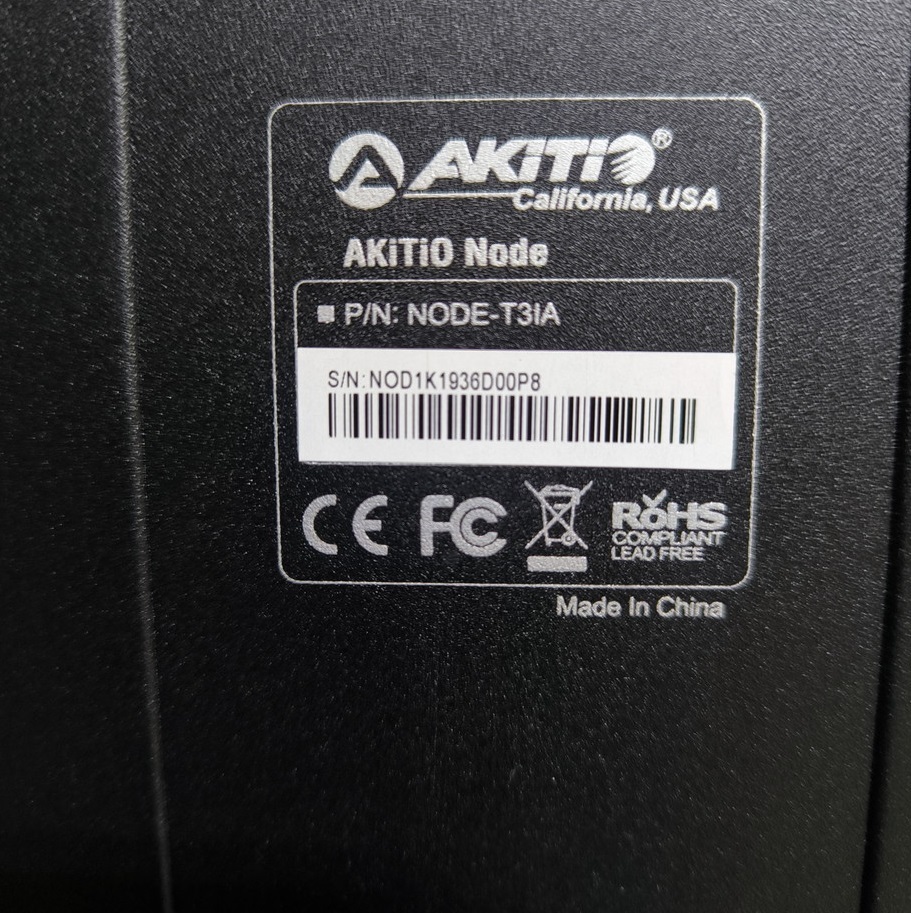 AKiTiO®
California, USA
AKiTiO Node
P/N: NODE-T3IA
S/N: NOD1K1936D00P8
CE FC RoHS
COMPLIANT
LEAD FREE
Made In China